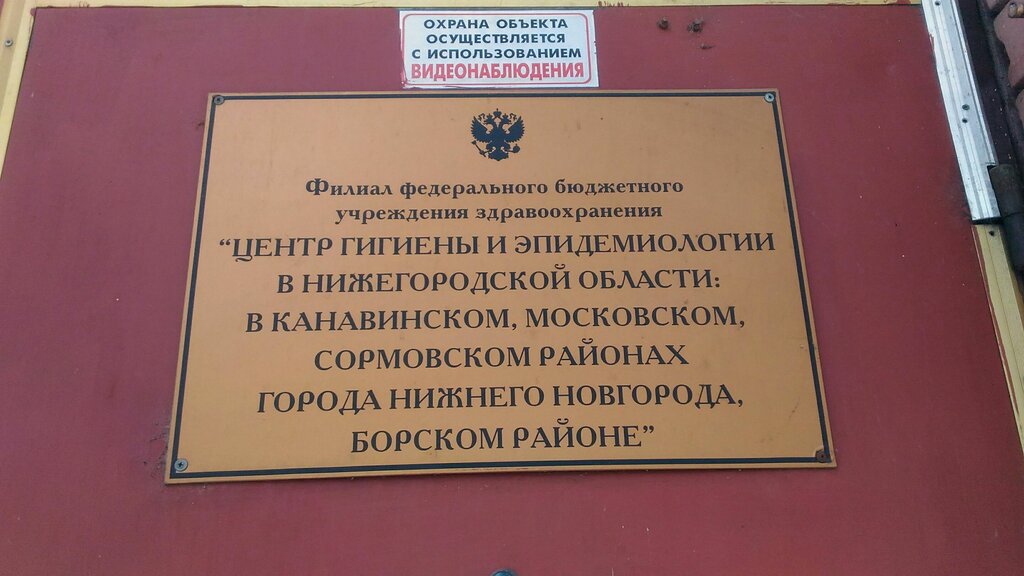 ОХРАНА ОБЪЕКТА
ОСУЩЕСТВЛЯЕТСЯ
С ИСПОЛЬЗОВАНИЕМ
ВИДЕОНАБЛЮДЕНИЯ
Филиал федерального бюджетного
учреждения здравоохранения
“ЦЕНТР ГИГИЕНЫ И ЭПИДЕМИОЛОГИИ
В НИЖЕГОРОДСКОЙ ОБЛАСТИ:
В КАНАВИНСКОМ, МОСКОВСКОМ,
СОРМОВСКОМ РАЙОНАХ
ГОРОДА НИЖНЕГО НОВГОРОДА,
БОРСКОМ РАЙОНЕ”